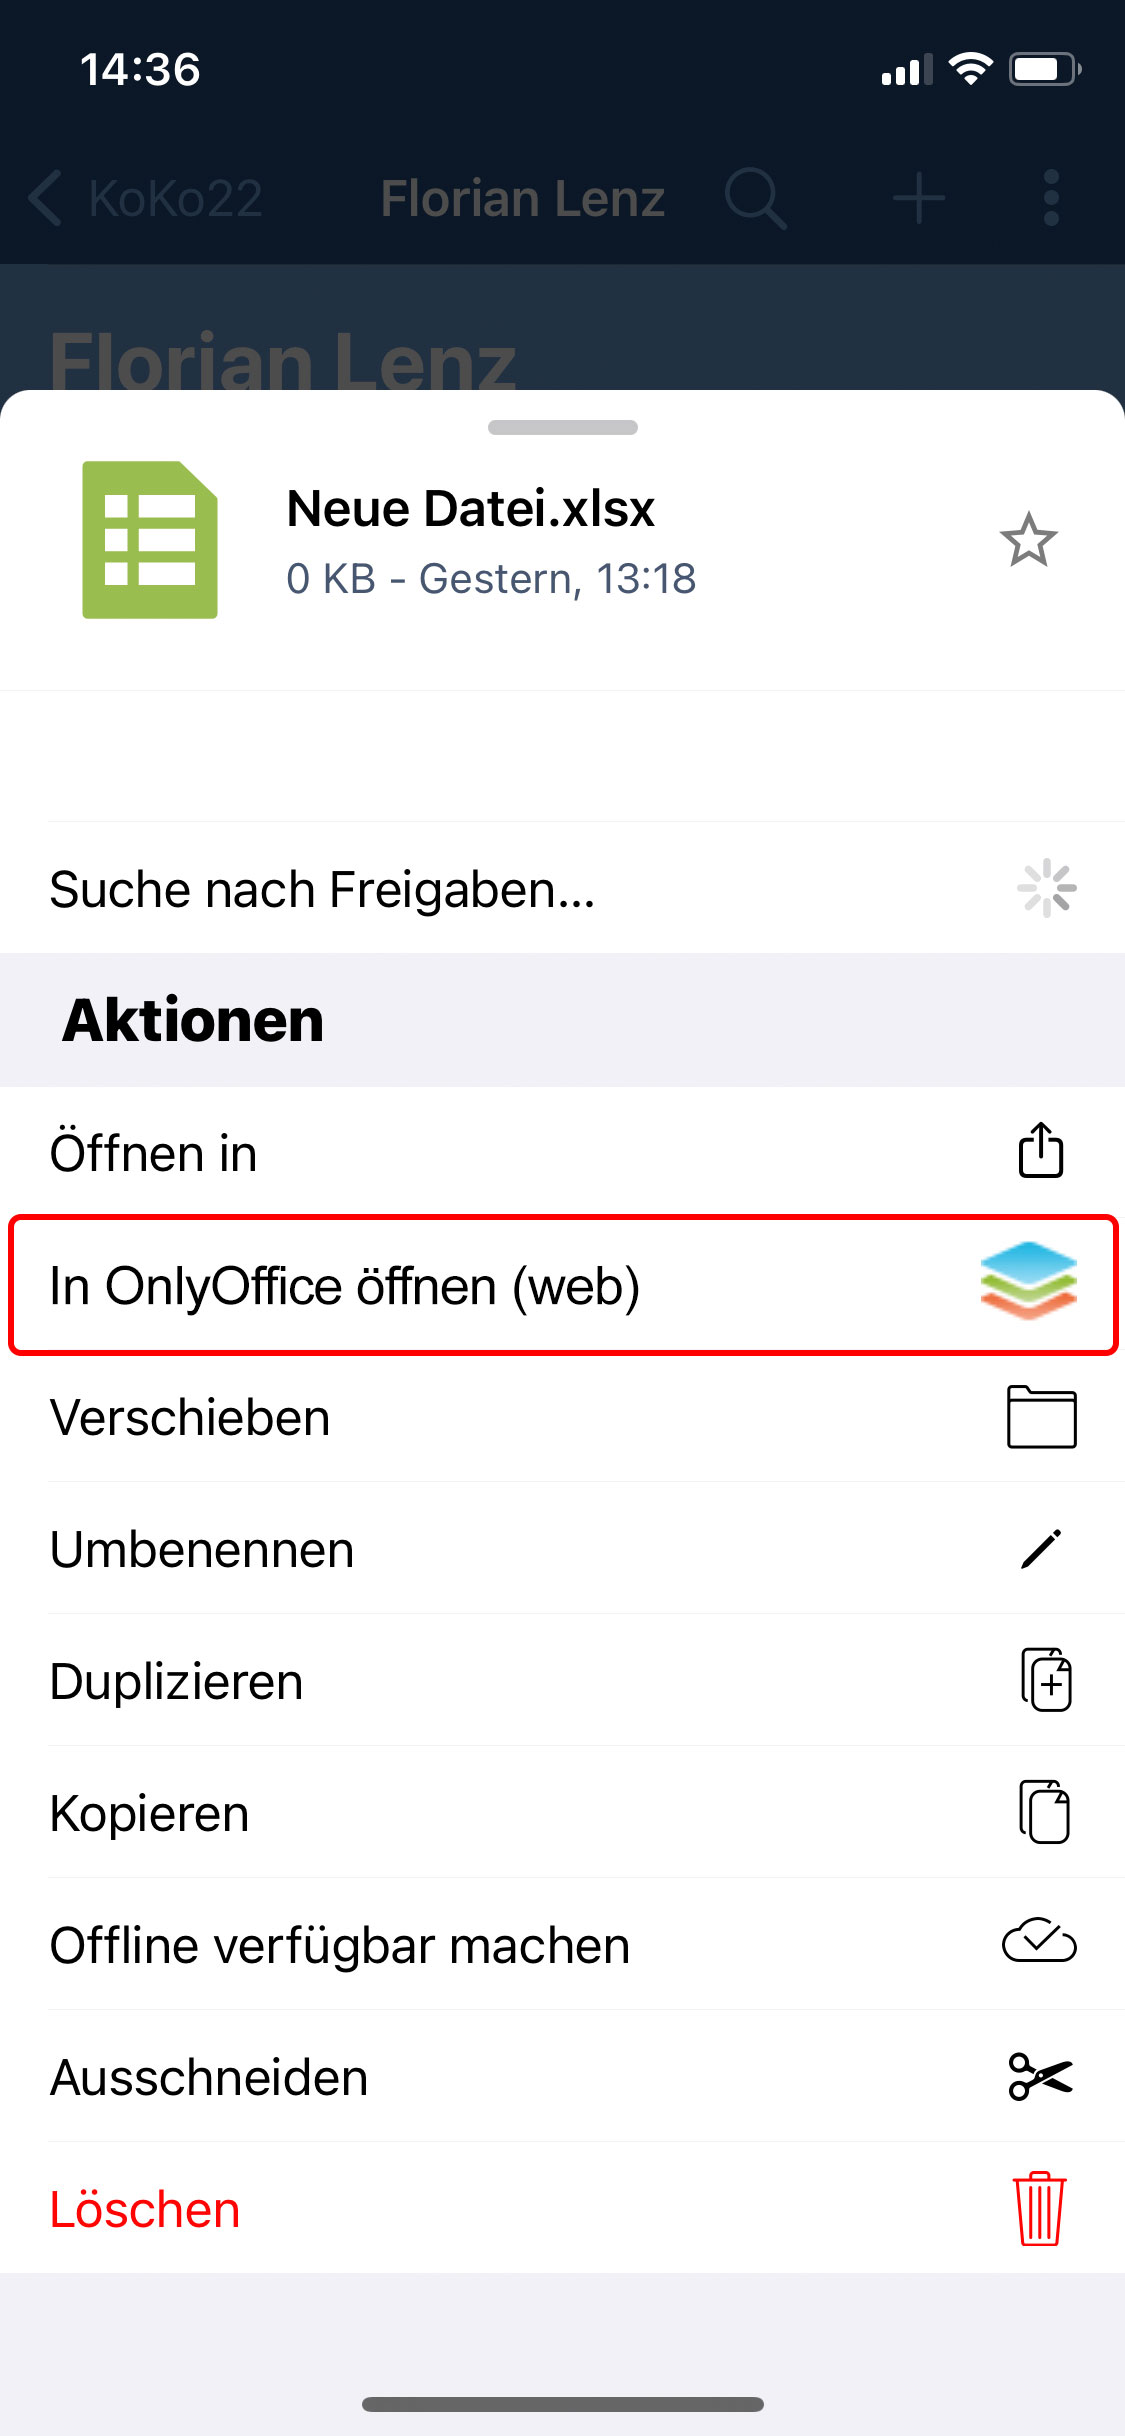 14:36
KoKo22 Florian Lenz
Florian Lenz
Neue Datei.xlsx
0 KB - Gestern, 13:18
Suche nach Freigaben...
Aktionen
Öffnen in
In OnlyOffice öffnen (web)
Verschieben
Umbenennen
Duplizieren
Kopieren
Offline verfügbar machen
Ausschneiden
Löschen